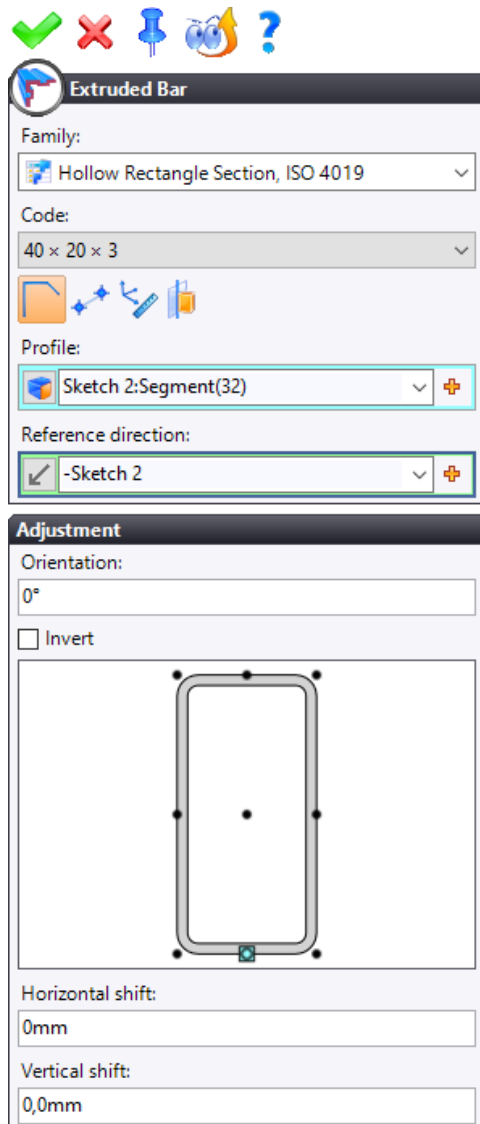 ?
Extruded Bar
Family:
Hollow Rectangle Section, ISO 4019
Code:
40 × 20 × 3
Profile:
Sketch 2:Segment(32)
Reference direction:
-Sketch 2
Adjustment
Orientation:
0°
Invert
Horizontal shift:
0mm
Vertical shift:
0,0mm